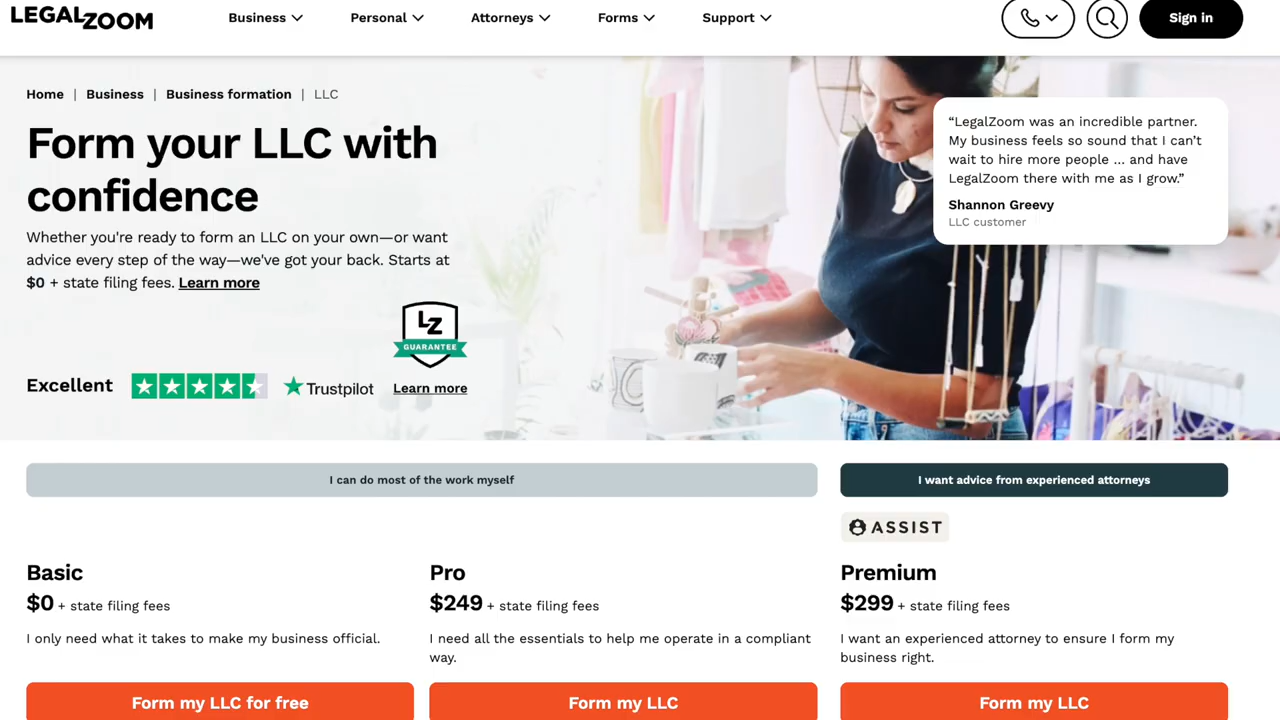 LEGALZOOM
Business
Personal
Attorneys
Forms
Support
Sign in
Home | Business | Business formation | LLC
Form your LLC with
confidence
Whether you're ready to form an LLC on your own—or want
advice every step of the way—we've got your back. Starts at
$0 + state filing fees. Learn more
LZ
GUARANTEE
Excellent
Trustpilot
Learn more
“LegalZoom was an incredible partner.
My business feels so sound that I can’t
wait to hire more people ... and have
LegalZoom there with me as I grow.”
Shannon Greevy
LLC customer
I can do most of the work myself
I want advice from experienced attorneys
ASSIST
Basic
$0 + state filing fees
I only need what it takes to make my business official.
Form my LLC for free
Pro
$249 + state filing fees
I need all the essentials to help me operate in a compliant
way.
Form my LLC
Premium
$299 + state filing fees
I want an experienced attorney to ensure I form my
business right.
Form my LLC